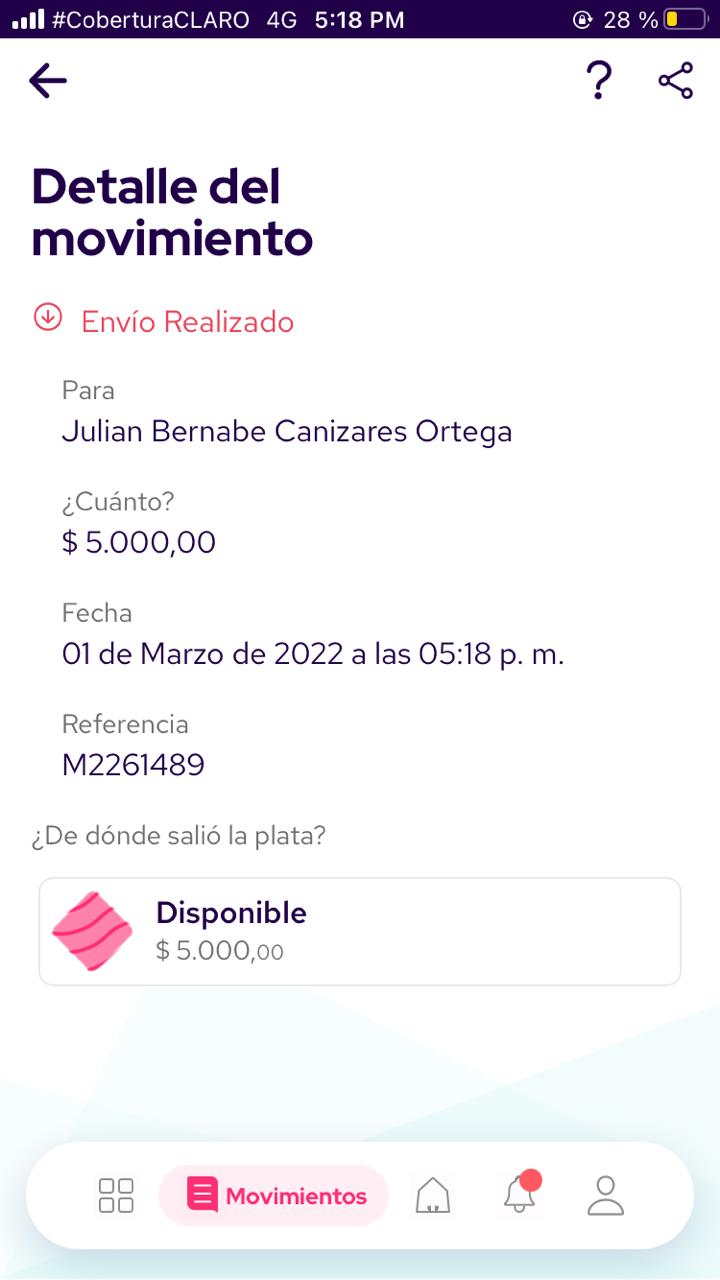 #CoberturaCLARO 4G 5:18 PM 28 %
?
Detalle del
movimiento
Envío Realizado
Para
Julian Bernabe Canizares Ortega
¿Cuánto?
$ 5.000,00
Fecha
01 de Marzo de 2022 a las 05:18 p. m.
Referencia
M2261489
¿De dónde salió la plata?
Disponible
$ 5.000,00
Movimientos